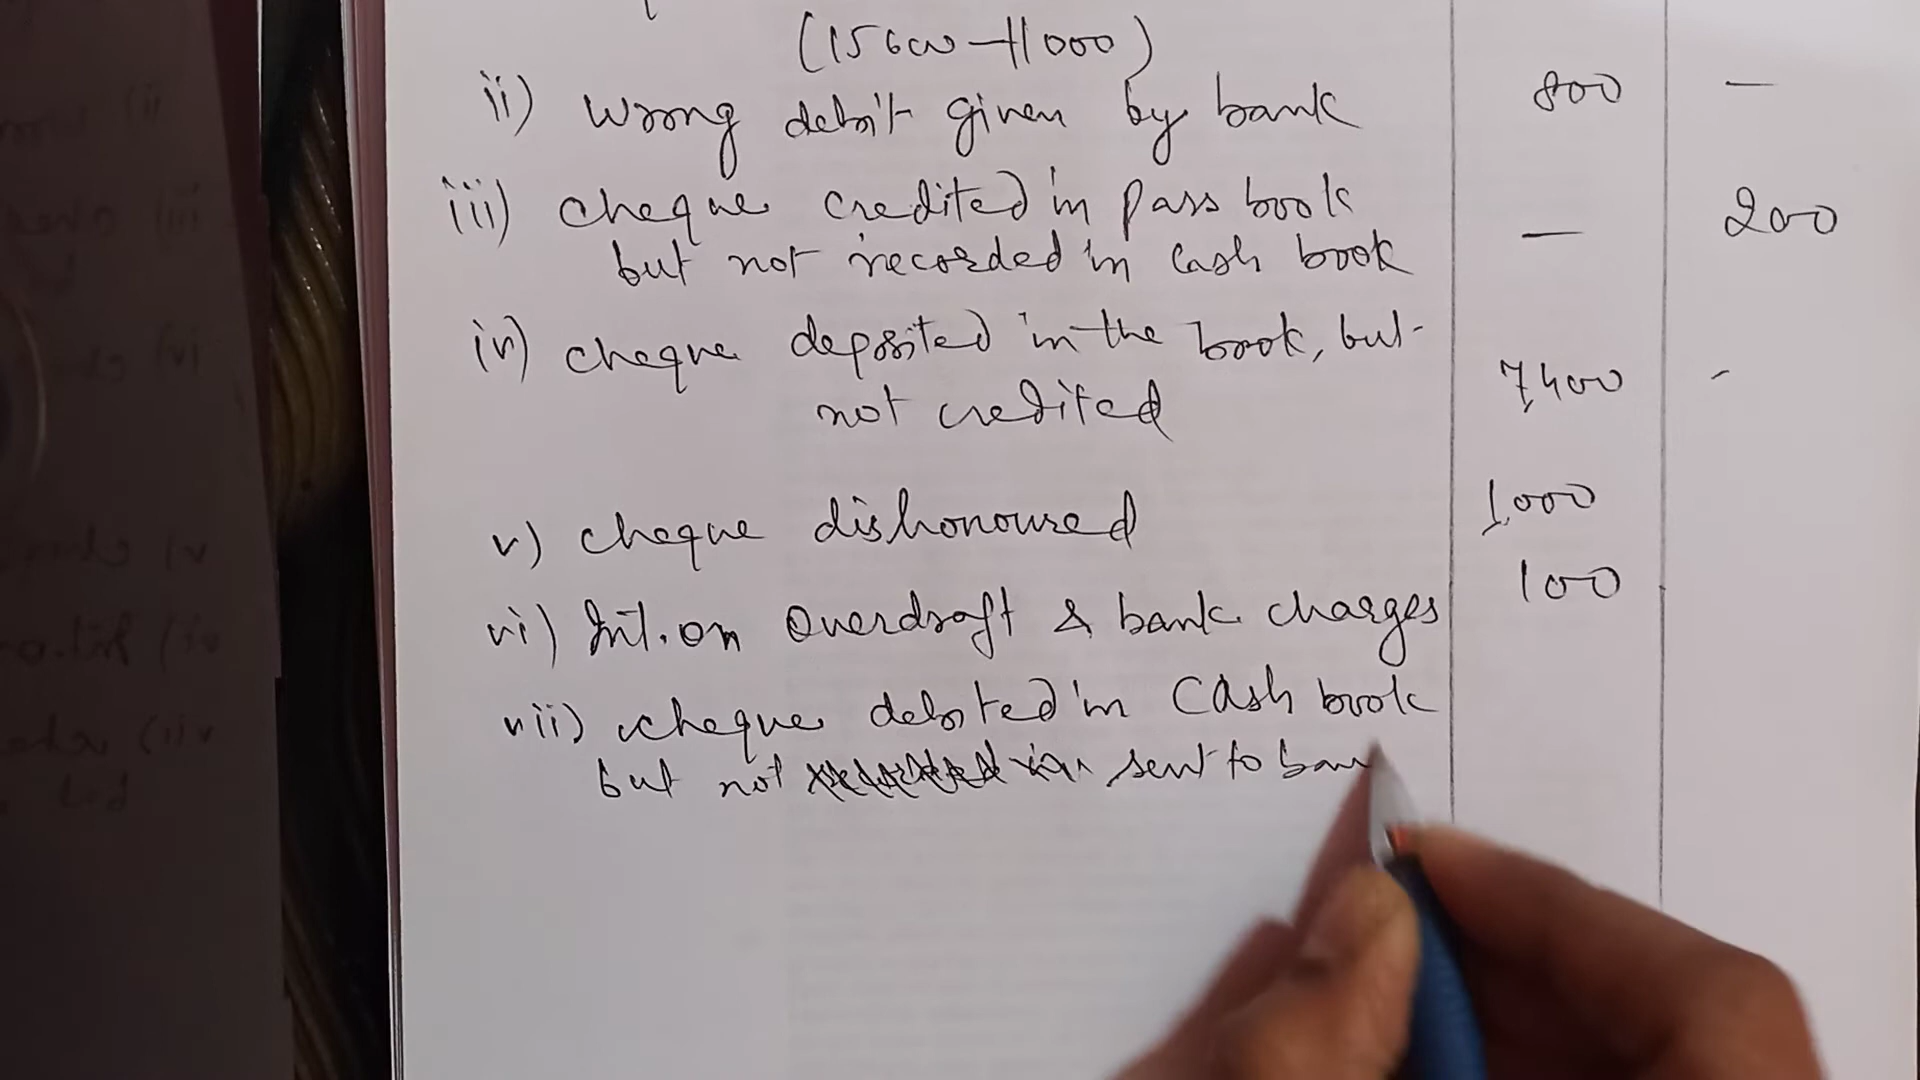 (15600-11000)
ii) Wrong debit given by bank 800 —
iii) Cheque credited in pass book
but not recorded in Cash book — 200
iv) Cheque deposited in the book, but
not credited 7400 -
v) Cheque dishonoured 1,000
vi) Int. on Overdraft & bank charges 100
vii) Cheque debited in Cash book
but not sent to ban